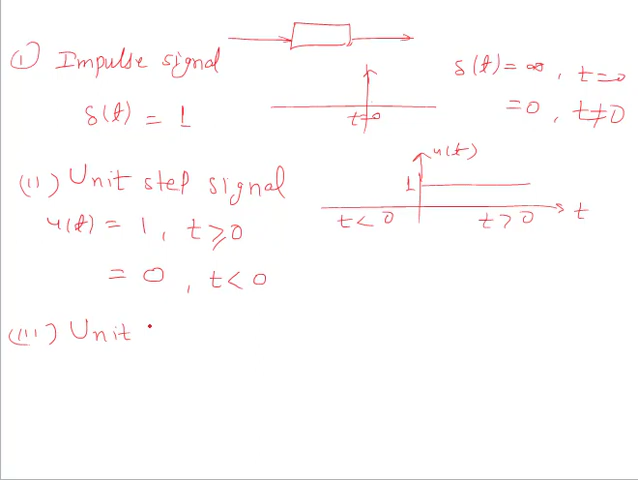 (i) Impulse signal
δ(t) = ∞, t=0
= 0, t≠0
δ(t) = 1
t=0
(ii) Unit step signal
u(t)
1
t < 0
t > 0
t
u(t) = 1, t ≥ 0
= 0, t < 0
(iii) Unit